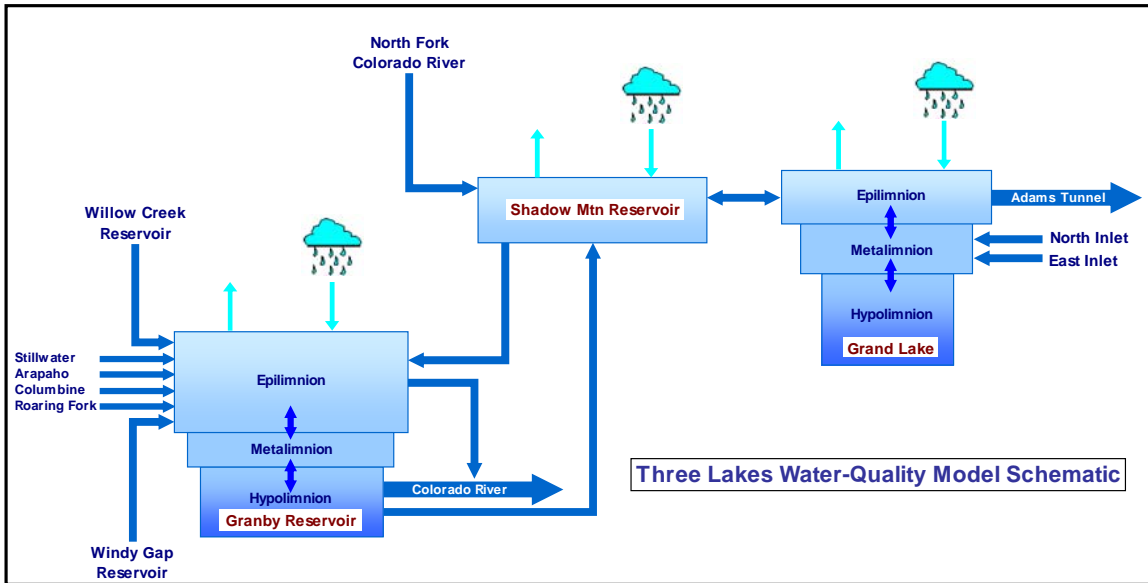 North Fork
Colorado River
Shadow Mtn Reservoir
Epilimnion
Adams Tunnel
Metalimnion
North Inlet
East Inlet
Hypolimnion
Grand Lake
Willow Creek
Reservoir
Stillwater
Arapaho
Columbine
Roaring Fork
Epilimnion
Metalimnion
Hypolimnion
Granby Reservoir
Colorado River
Windy Gap
Reservoir
Three Lakes Water-Quality Model Schematic